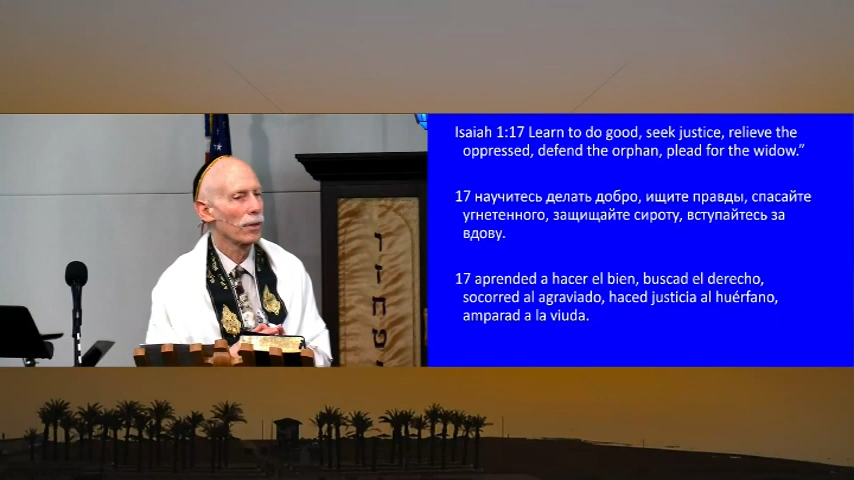 Isaiah 1:17 Learn to do good, seek justice, relieve the
oppressed, defend the orphan, plead for the widow.”
17 научитесь делать добро, ищите правды, спасайте
угнетенного, защищайте сироту, вступайтесь за
вдову.
17 aprended a hacer el bien, buscad el derecho,
socorred al agraviado, haced justicia al huérfano,
amparad a la viuda.